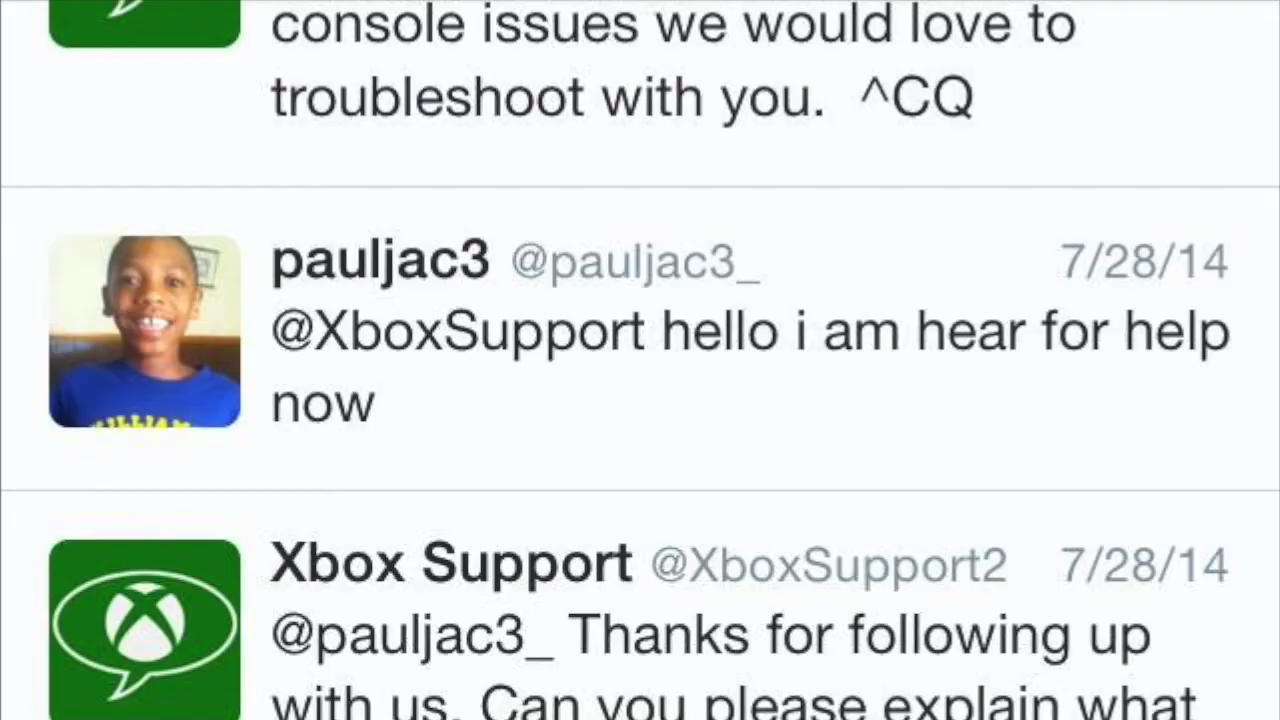 console issues we would love to
troubleshoot with you. ^CQ
pauljac3 @pauljac3_ 7/28/14
@XboxSupport hello i am hear for help
now
Xbox Support @XboxSupport2 7/28/14
@pauljac3_ Thanks for following up
with us. Can you please explain what